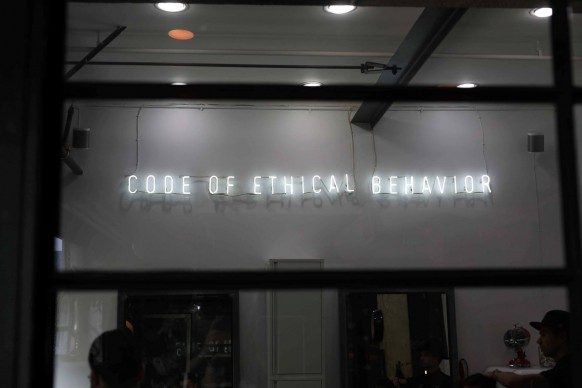 CODE OF ETHICAL BEHAVIOR